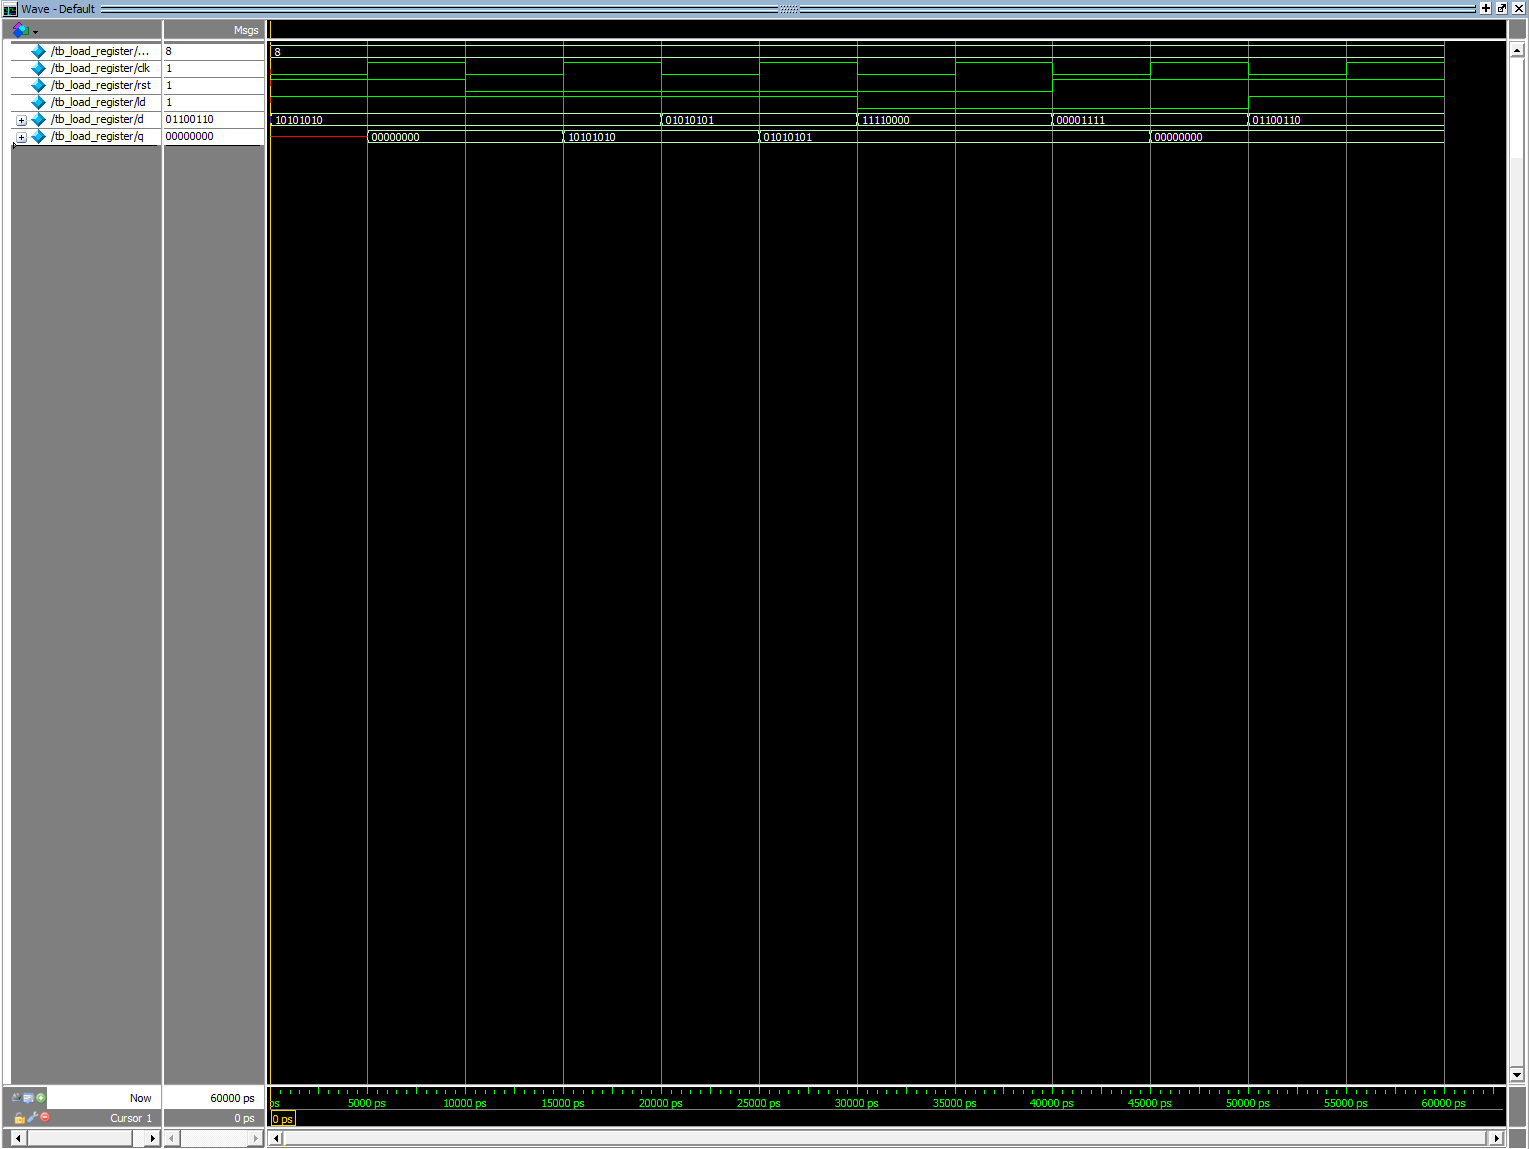 Wave - Default
Msgs
/tb_load_register/... 8 8
/tb_load_register/clk 1
/tb_load_register/rst 1
/tb_load_register/ld 1
/tb_load_register/d 01100110 10101010 01010101 11110000 00001111 01100110
/tb_load_register/q 00000000 00000000 10101010 01010101 00000000
Now 60000 ps ps 5000 ps 10000 ps 15000 ps 20000 ps 25000 ps 30000 ps 35000 ps 40000 ps 45000 ps 50000 ps 55000 ps 60000 ps
Cursor 1 0 ps 0 ps